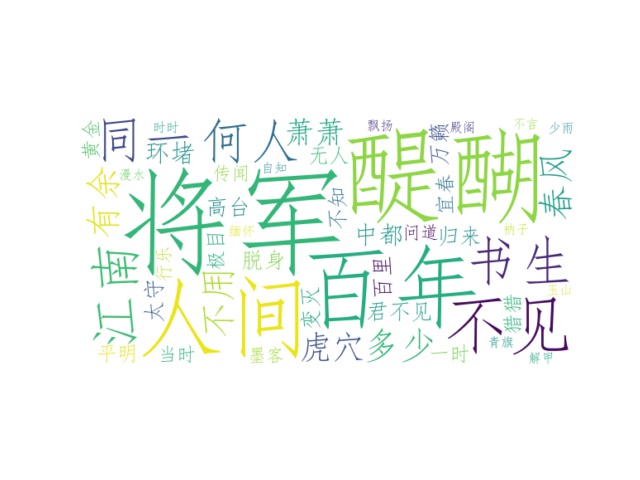 黄金
时时
同一
何人
萧萧
飘扬
殿阁
不言
少雨
环堵
无人
万籁
漫水
传闻
自知
醍醐
宜春
春风
有余
将军
高台
不知
极目
缅怀
中都
问道
归来
衲子
江南
行乐
脱身
百里
书生
太守
不用
百年
玉山
人间
变灭
君不见
不见
猎猎
平明
当时
墨客
虎穴
多少
一时
青旗
解甲